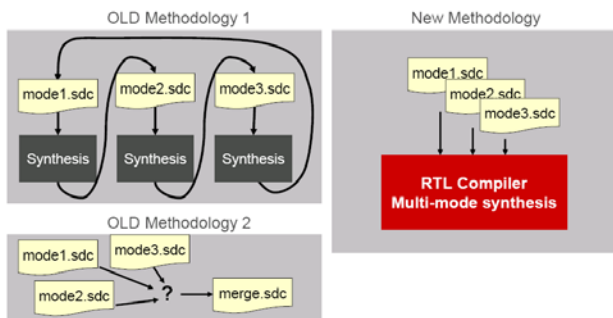 OLD Methodology 1
mode1.sdc
mode2.sdc
mode3.sdc
Synthesis
Synthesis
Synthesis
OLD Methodology 2
mode1.sdc
mode3.sdc
mode2.sdc
?
merge.sdc
New Methodology
mode1.sdc
mode2.sdc
mode3.sdc
RTL Compiler
Multi-mode synthesis